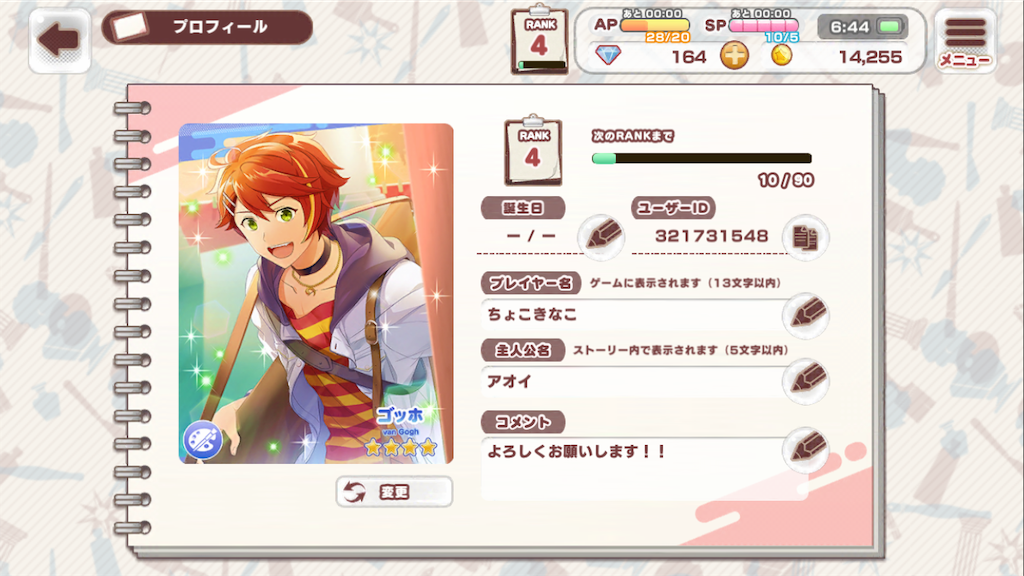 プロフィール
RANK
4
AP
あと00:00
28/20
SP
あと00:00
10/5
6:44
164
14,255
メニュー
RANK
4
次のRANKまで
10 / 90
誕生日
ユーザーID
– / –
321731548
プレイヤー名 ゲームに表示されます（13文字以内）
ちょこきなこ
主人公名 ストーリー内で表示されます（5文字以内）
アオイ
コメント
よろしくお願いします！！
ゴッホ
van Gogh
変更